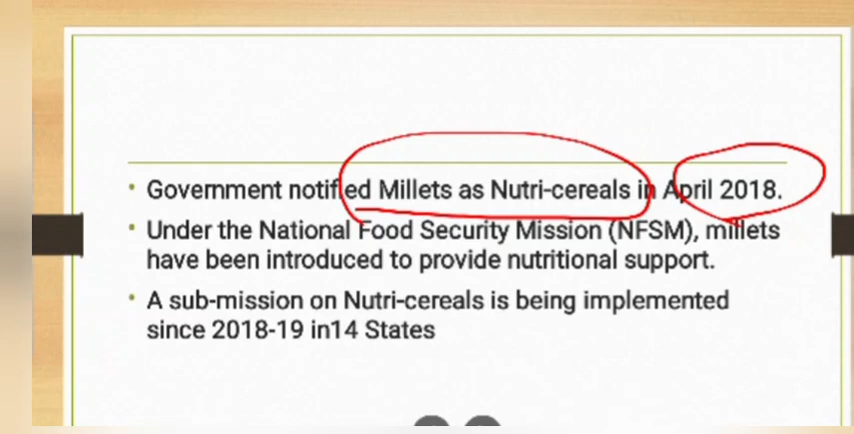 • Government notified Millets as Nutri-cereals in April 2018.
• Under the National Food Security Mission (NFSM), millets
have been introduced to provide nutritional support.
• A sub-mission on Nutri-cereals is being implemented
since 2018-19 in14 States